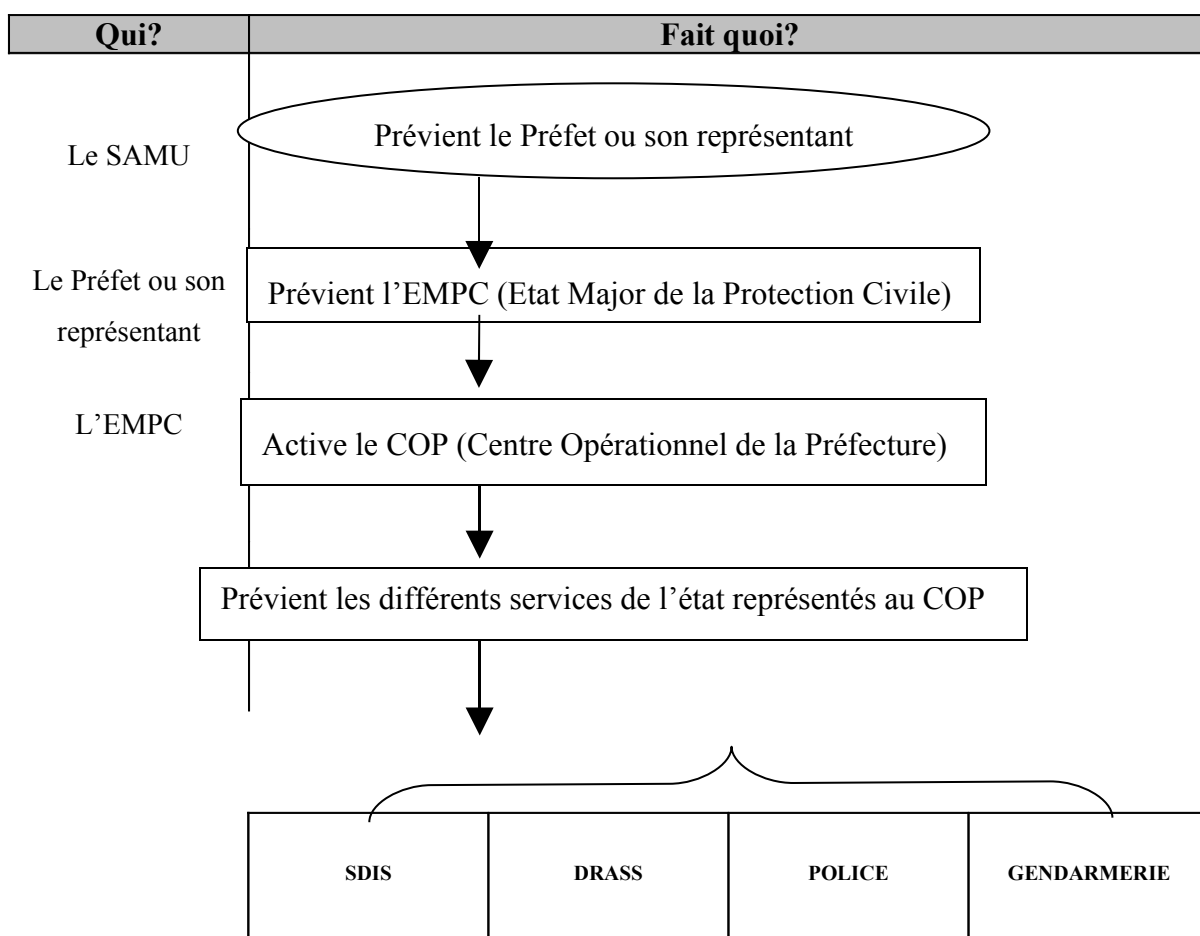 Qui?
Fait quoi?
Le SAMU
Prévient le Préfet ou son représentant
Le Préfet ou son
représentant
Prévient l’EMPC (Etat Major de la Protection Civile)
L’EMPC
Active le COP (Centre Opérationnel de la Préfecture)
Prévient les différents services de l’état représentés au COP
SDIS
DRASS
POLICE
GENDARMERIE